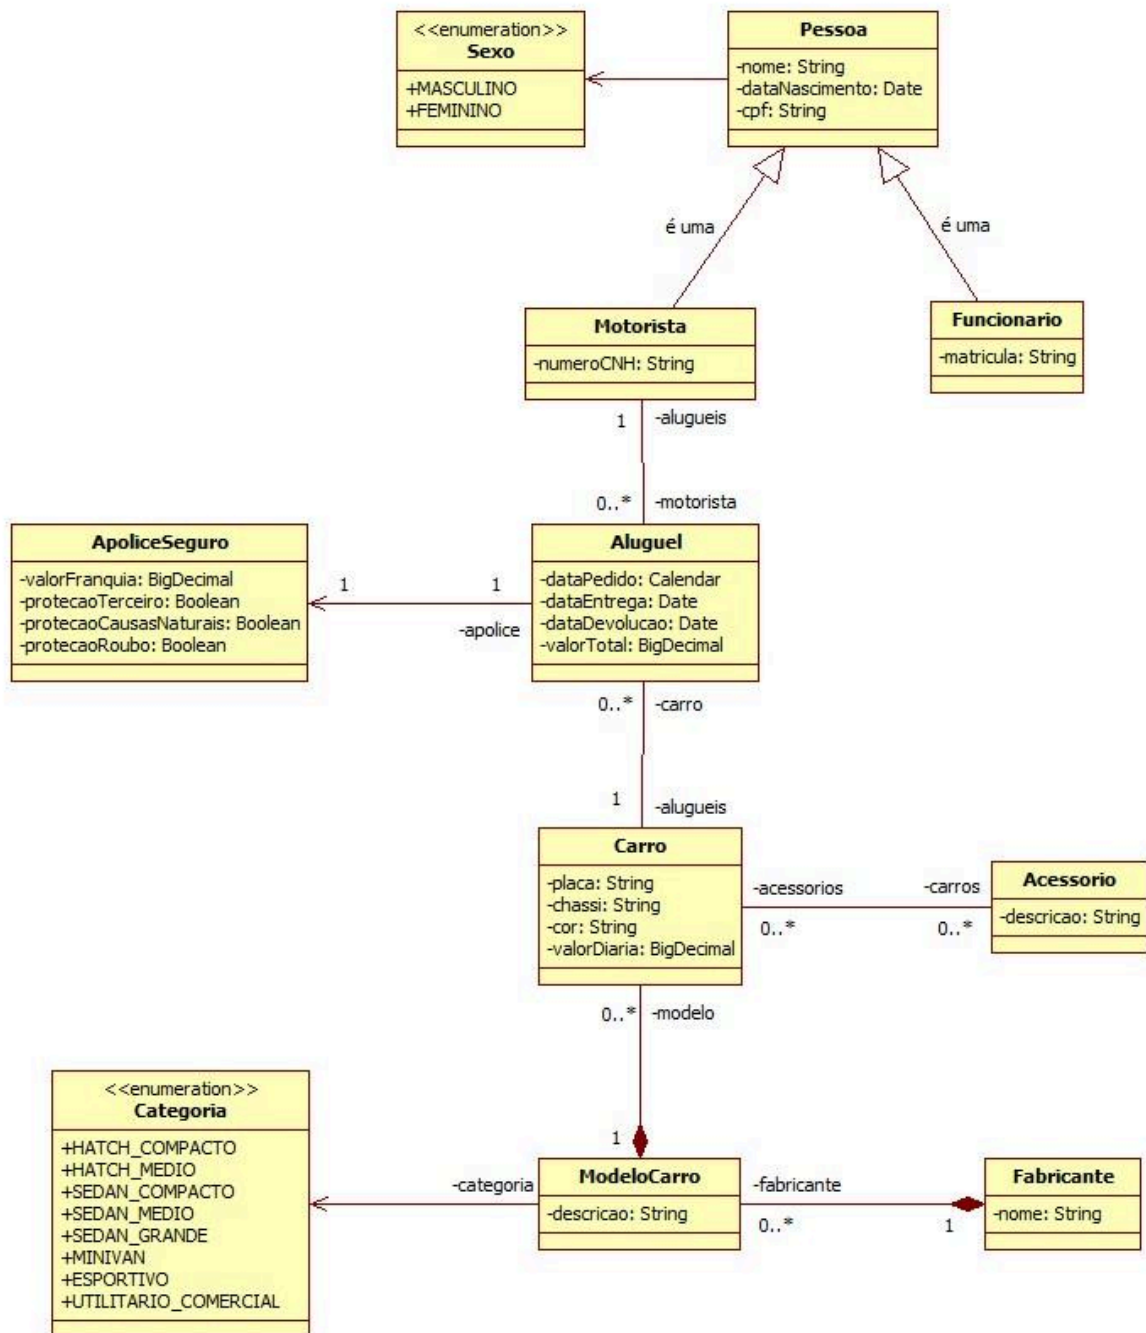 <<enumeration>>
Sexo
+MASCULINO
+FEMININO
Pessoa
-nome: String
-dataNascimento: Date
-cpf: String
é uma
é uma
Motorista
-numeroCNH: String
Funcionario
-matricula: String
1
-alugueis
0..*
-motorista
ApoliceSeguro
-valorFranquia: BigDecimal
-protecaoTerceiro: Boolean
-protecaoCausasNaturais: Boolean
-protecaoRoubo: Boolean
1
1
-apolice
Aluguel
-dataPedido: Calendar
-dataEntrega: Date
-dataDevolucao: Date
-valorTotal: BigDecimal
0..*
-carro
1
-alugueis
Carro
-placa: String
-chassi: String
-cor: String
-valorDiaria: BigDecimal
-acessorios
-carros
0..*
0..*
Acessorio
-descricao: String
0..*
-modelo
1
<<enumeration>>
Categoria
+HATCH_COMPACTO
+HATCH_MEDIO
+SEDAN_COMPACTO
+SEDAN_MEDIO
+SEDAN_GRANDE
+MINIVAN
+ESPORTIVO
+UTILITARIO_COMERCIAL
-categoria
ModeloCarro
-descricao: String
-fabricante
0..*
1
Fabricante
-nome: String